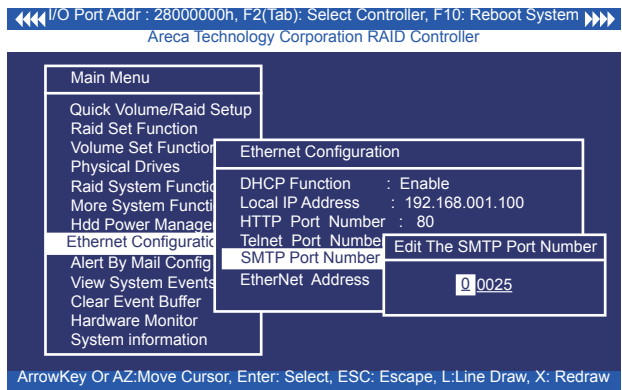 I/O Port Addr : 28000000h, F2(Tab): Select Controller, F10: Reboot System
Areca Technology Corporation RAID Controller
Main Menu
Quick Volume/Raid Setup
Raid Set Function
Volume Set Function
Physical Drives
Raid System Functio
More System Functi
Hdd Power Manage
Ethernet Configuratio
Alert By Mail Config
View System Events
Clear Event Buffer
Hardware Monitor
System information
Ethernet Configuration
DHCP Function : Enable
Local IP Address : 192.168.001.100
HTTP Port Number : 80
Telnet Port Numbe
SMTP Port Number
EtherNet Address
Edit The SMTP Port Number
0 0025
ArrowKey Or AZ:Move Cursor, Enter: Select, ESC: Escape, L:Line Draw, X: Redraw